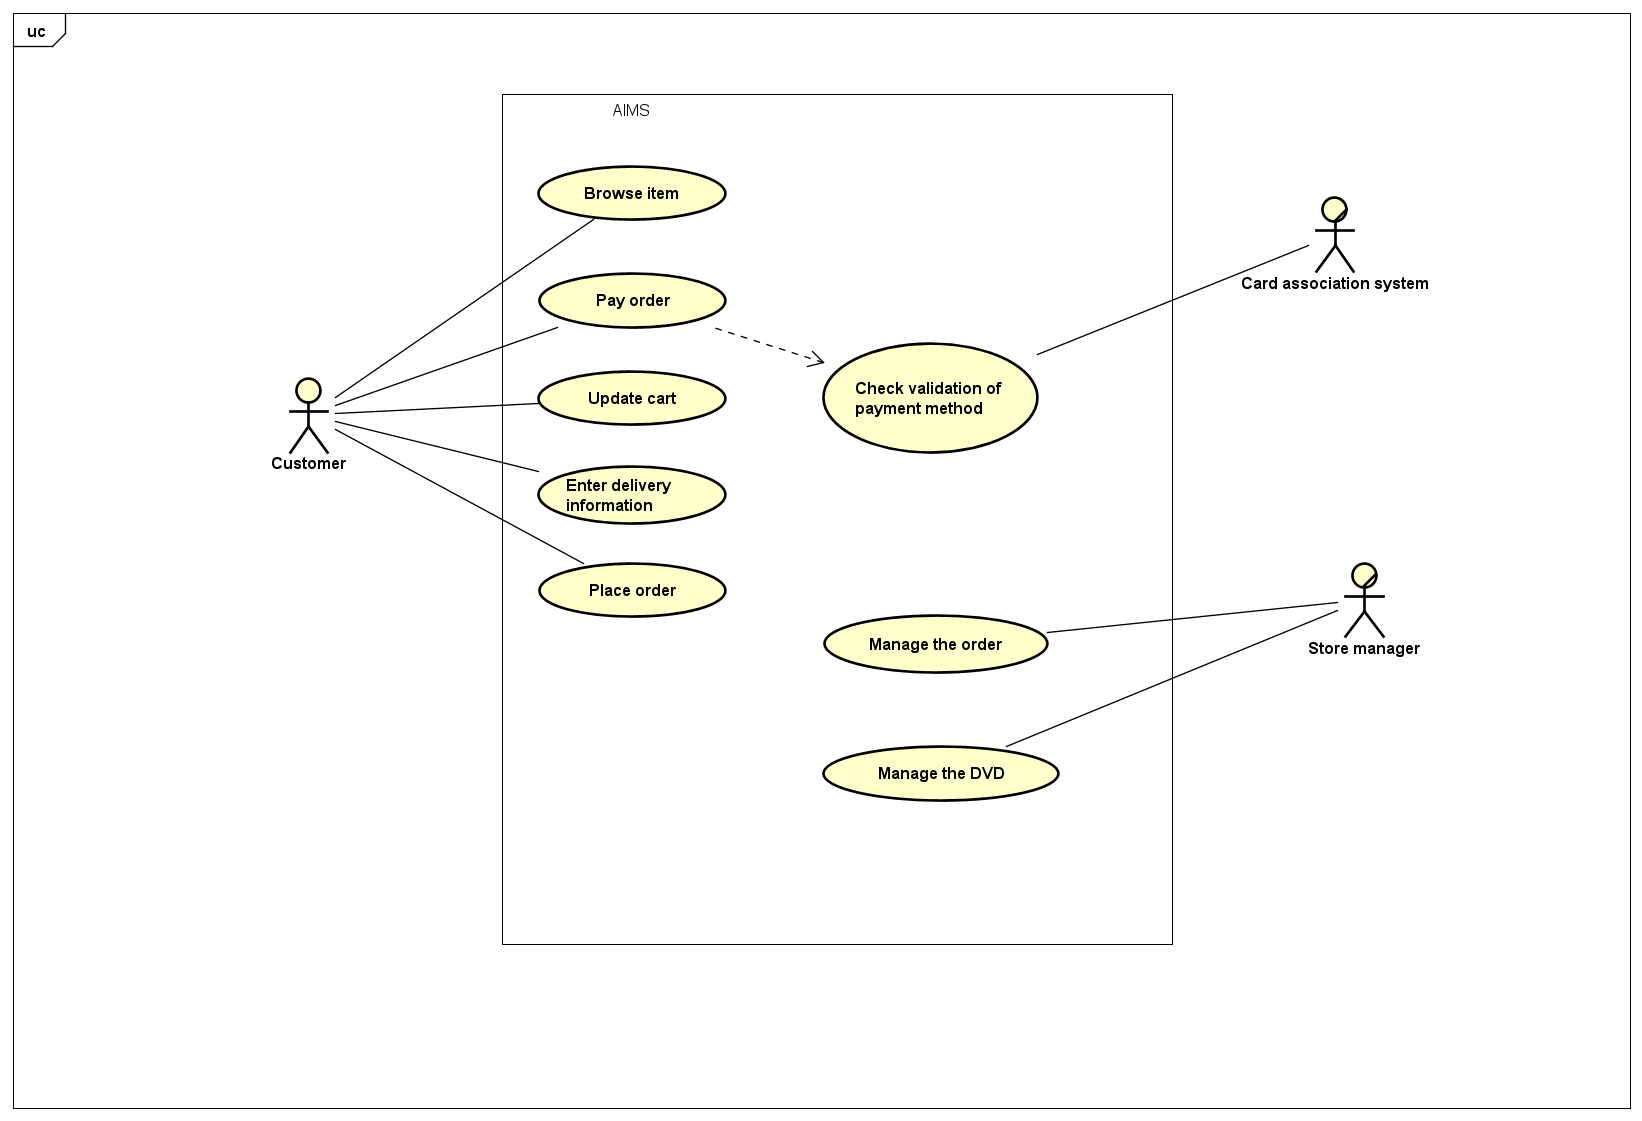 uc
AIMS
Browse item
Pay order
Update cart
Enter delivery
information
Place order
Check validation of
payment method
Manage the order
Manage the DVD
Customer
Card association system
Store manager